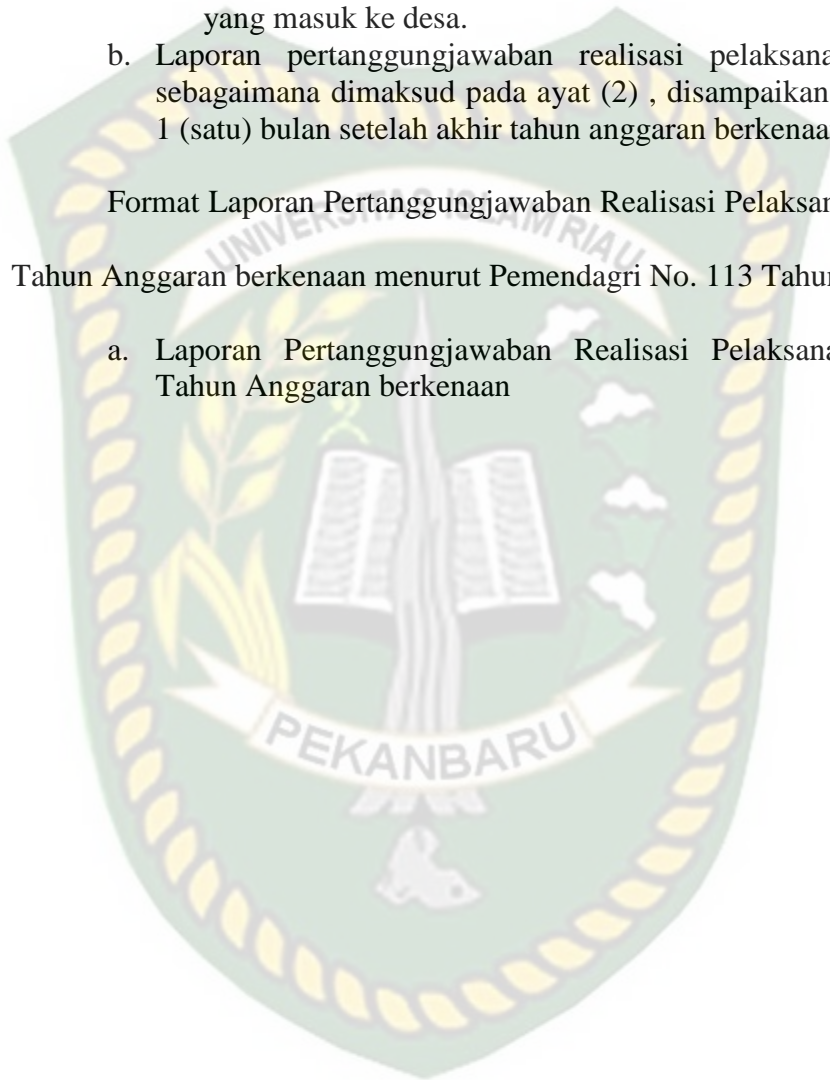 yang masuk ke desa.
b. Laporan pertanggungjawaban realisasi pelaksana
sebagaimana dimaksud pada ayat (2) , disampaikan
1 (satu) bulan setelah akhir tahun anggaran berkenaa
Format Laporan Pertanggungjawaban Realisasi Pelaksan
UNIVERSITAS ISLAM RIAU
Tahun Anggaran berkenaan menurut Pemendagri No. 113 Tahu
a. Laporan Pertanggungjawaban Realisasi Pelaksana
Tahun Anggaran berkenaan
PEKANBARU